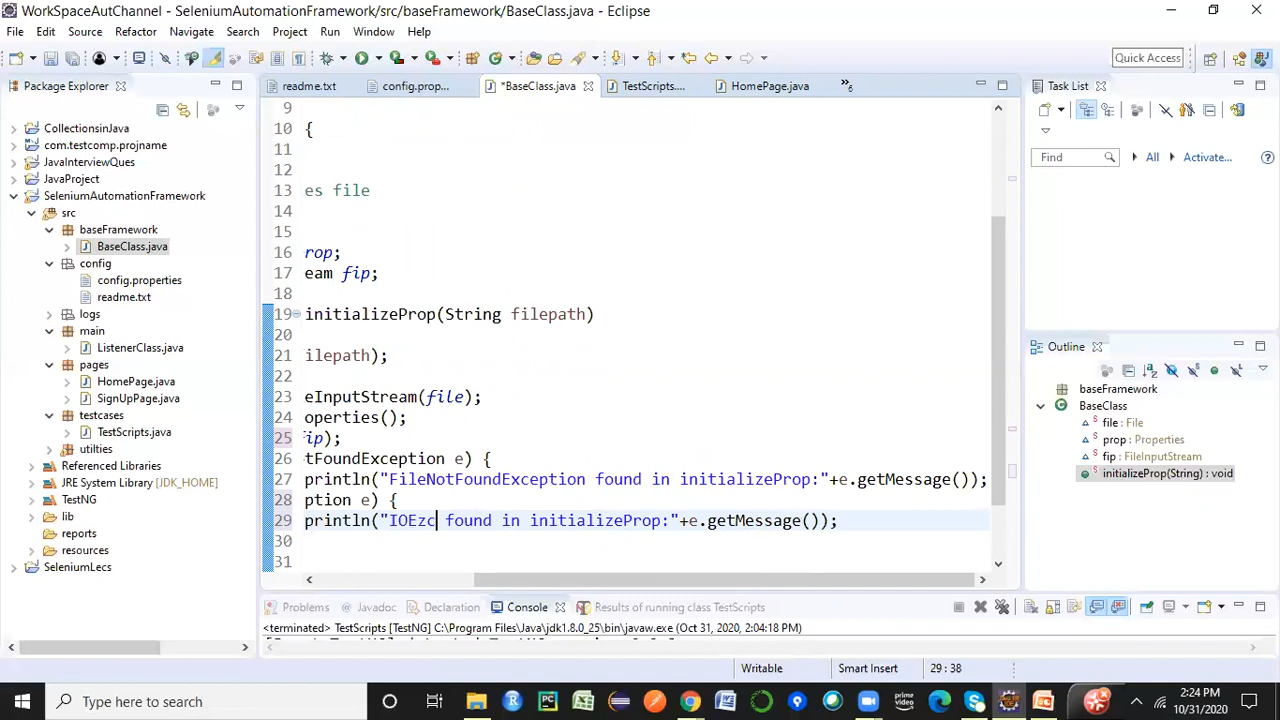 WorkSpaceAutChannel - SeleniumAutomationFramework/src/baseFramework/BaseClass.java - Eclipse
File Edit Source Refactor Navigate Search Project Run Window Help
Quick Access
Package Explorer
CollectionsinJava
com.testcomp.projname
JavaInterviewQues
JavaProject
SeleniumAutomationFramework
src
baseFramework
BaseClass.java
config
config.properties
readme.txt
logs
main
ListenerClass.java
pages
HomePage.java
SignUpPage.java
testcases
TestScripts.java
utilties
Referenced Libraries
JRE System Library [JDK_HOME]
TestNG
lib
reports
resources
SeleniumLecs
readme.txt config.prop... *BaseClass.java TestScripts.... HomePage.java »6
9
10 {
11
12
13 es file
14
15
16 rop;
17 eam fip;
18
19 initializeProp(String filepath)
20
21 ilepath);
22
23 eInputStream(file);
24 operties();
25 ip);
26 tFoundException e) {
27 println("FileNotFoundException found in initializeProp:"+e.getMessage());
28 ption e) {
29 println("IOEzc found in initializeProp:"+e.getMessage());
30
31
Task List
Find All Activate...
Outline
baseFramework
BaseClass
file : File
prop : Properties
fip : FileInputStream
initializeProp(String) : void
Problems Javadoc Declaration Console Results of running class TestScripts
<terminated> TestScripts [TestNG] C:\Program Files\Java\jdk1.8.0_25\bin\javaw.exe (Oct 31, 2020, 2:04:18 PM)
Writable Smart Insert 29 : 38
Type here to search
2:24 PM
10/31/2020